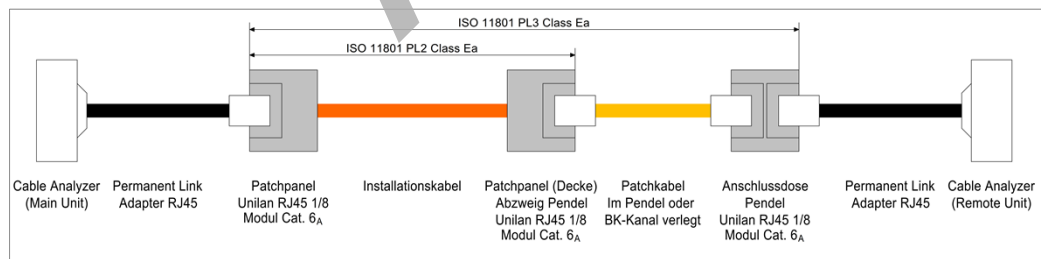 ISO 11801 PL3 Class Ea
ISO 11801 PL2 Class Ea
Cable Analyzer
(Main Unit)
Permanent Link
Adapter RJ45
Patchpanel
Unilan RJ45 1/8
Modul Cat. 6A
Installationskabel
Patchpanel (Decke)
Abzweig Pendel
Unilan RJ45 1/8
Modul Cat. 6A
Patchkabel
Im Pendel oder
BK-Kanal verlegt
Anschlussdose
Pendel
Unilan RJ45 1/8
Modul Cat. 6A
Permanent Link
Adapter RJ45
Cable Analyzer
(Remote Unit)